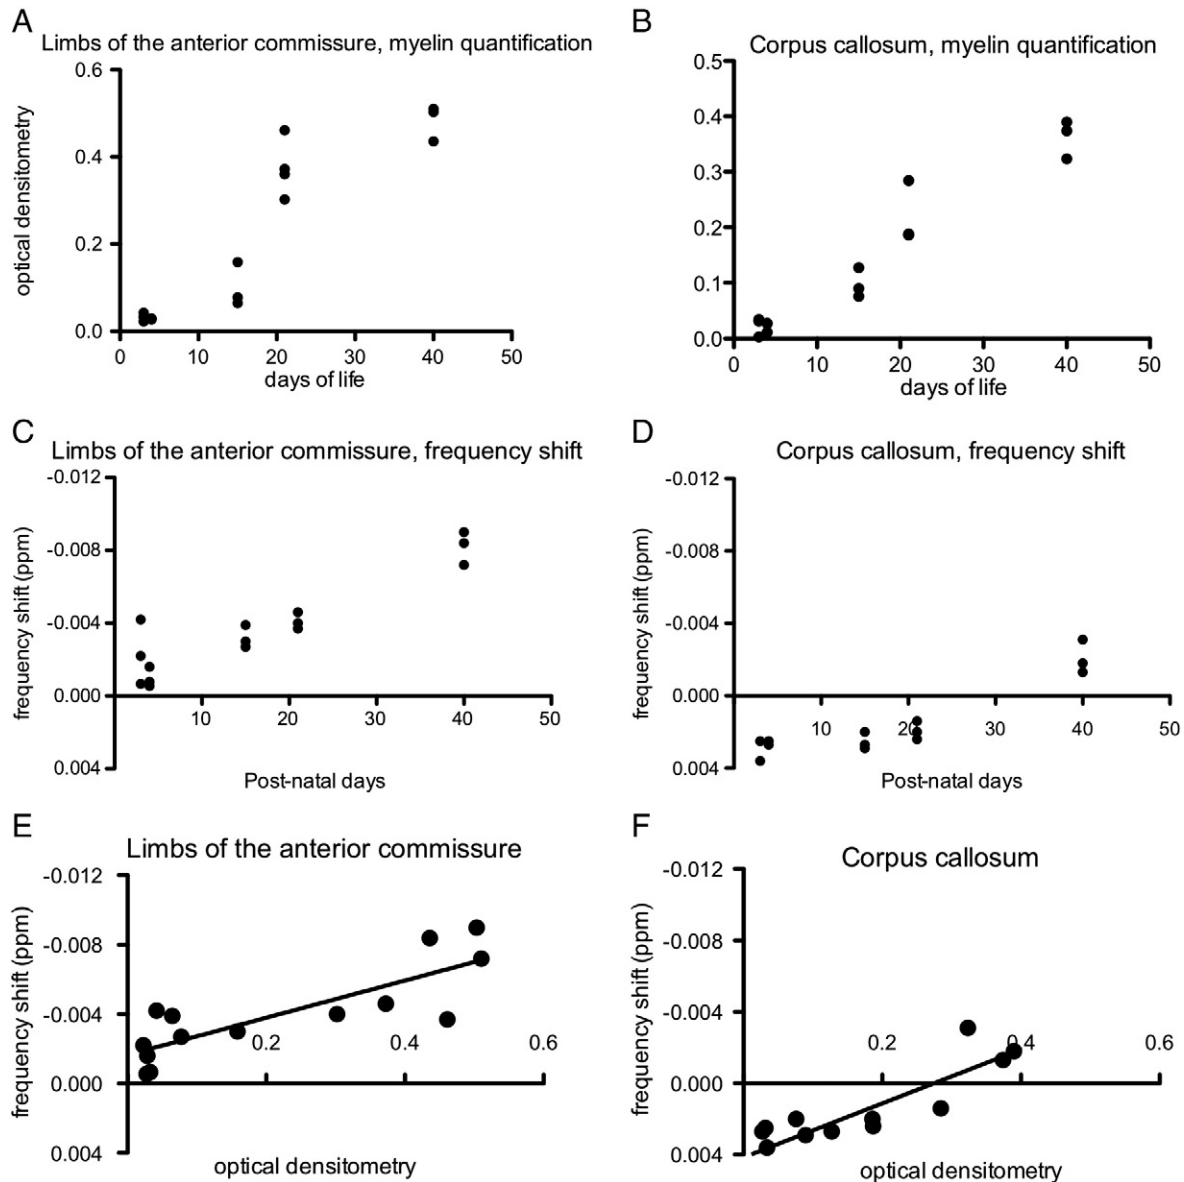 A
Limbs of the anterior commissure, myelin quantification
optical densitometry
0.6
0.4
0.2
0.0
0 10 20 30 40 50
days of life
B
Corpus callosum, myelin quantification
0.5
0.4
0.3
0.2
0.1
0.0
0 10 20 30 40 50
days of life
C
Limbs of the anterior commissure, frequency shift
frequency shift (ppm)
-0.012
-0.008
-0.004
0.000
0.004
10 20 30 40 50
Post-natal days
D
Corpus callosum, frequency shift
frequency shift (ppm)
-0.012
-0.008
-0.004
0.000
0.004
10 20 30 40 50
Post-natal days
E
Limbs of the anterior commissure
frequency shift (ppm)
-0.012
-0.008
-0.004
0.000
0.004
0.2 0.4 0.6
optical densitometry
F
Corpus callosum
frequency shift (ppm)
-0.012
-0.008
-0.004
0.000
0.004
0.2 0.4 0.6
optical densitometry